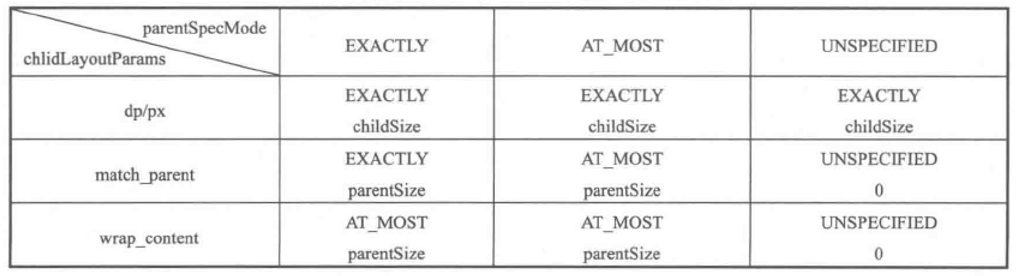 parentSpecMode
chlidLayoutParams
EXACTLY
AT_MOST
UNSPECIFIED
dp/px
EXACTLY
childSize
EXACTLY
childSize
EXACTLY
childSize
match_parent
EXACTLY
parentSize
AT_MOST
parentSize
UNSPECIFIED
0
wrap_content
AT_MOST
parentSize
AT_MOST
parentSize
UNSPECIFIED
0